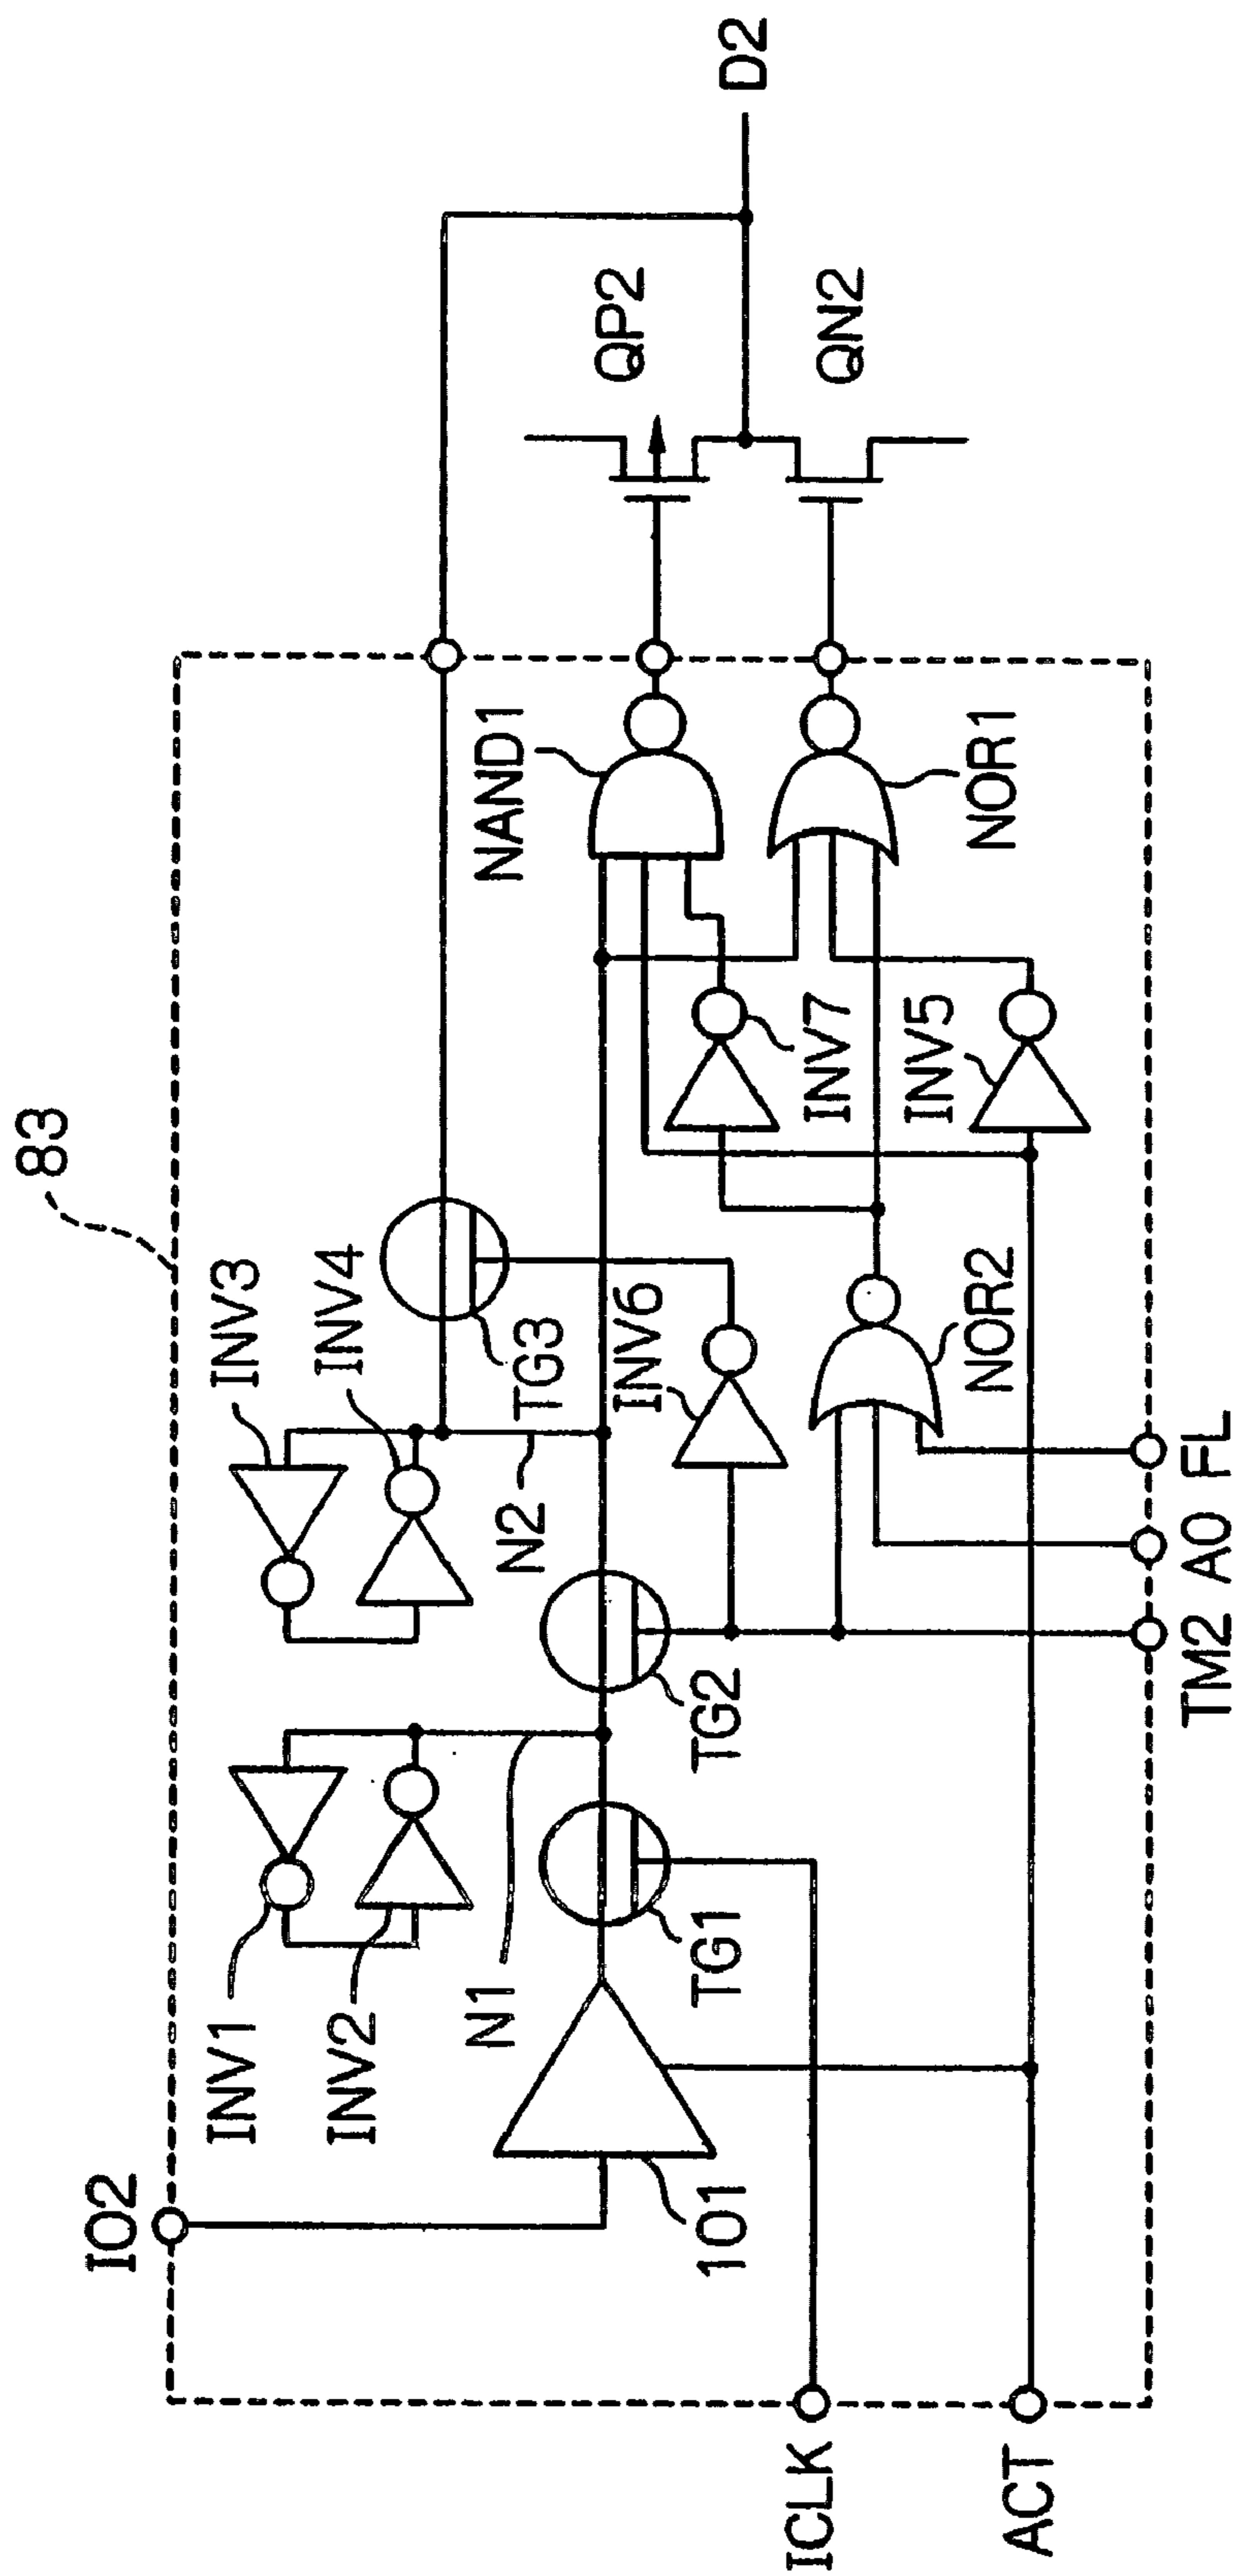 83
IO2
INV1
INV2
N1
INV3
INV4
N2
TG3
TG1
TG2
101
INV6
NAND1
QP2
D2
QN2
NOR1
INV7
INV5
NOR2
ICLK
ACT
TM2
A0
FL